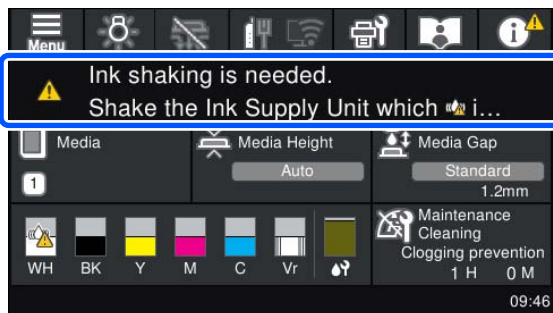 Menu
Ink shaking is needed.
Shake the Ink Supply Unit which i...
Media
Media Height
Media Gap
Auto
Standard
1
1.2mm
Maintenance
Cleaning
Clogging prevention
1 H 0 M
WH BK Y M C Vr
09:46